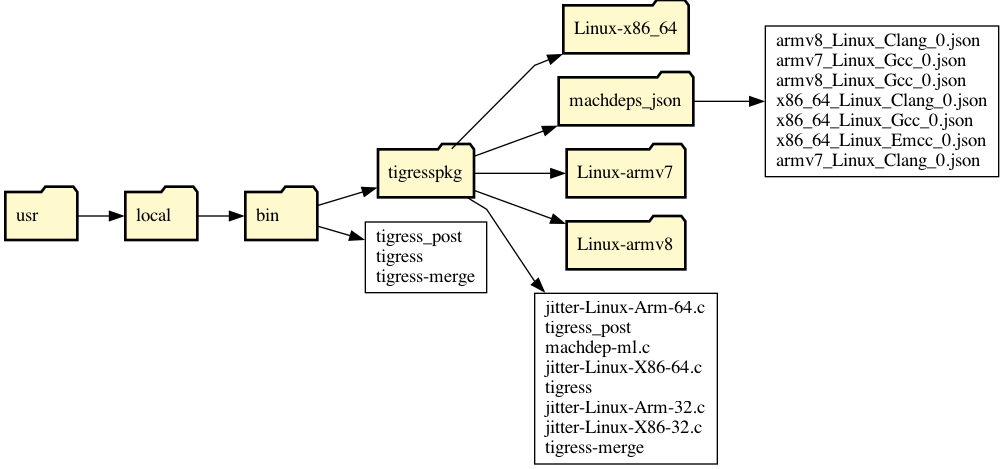 usr
local
bin
tigresspkg
tigress_post
tigress
tigress-merge
Linux-x86_64
machdeps_json
Linux-armv7
Linux-armv8
jitter-Linux-Arm-64.c
tigress_post
machdep-ml.c
jitter-Linux-X86-64.c
tigress
jitter-Linux-Arm-32.c
jitter-Linux-X86-32.c
tigress-merge
armv8_Linux_Clang_0.json
armv7_Linux_Gcc_0.json
armv8_Linux_Gcc_0.json
x86_64_Linux_Clang_0.json
x86_64_Linux_Gcc_0.json
x86_64_Linux_Emcc_0.json
armv7_Linux_Clang_0.json